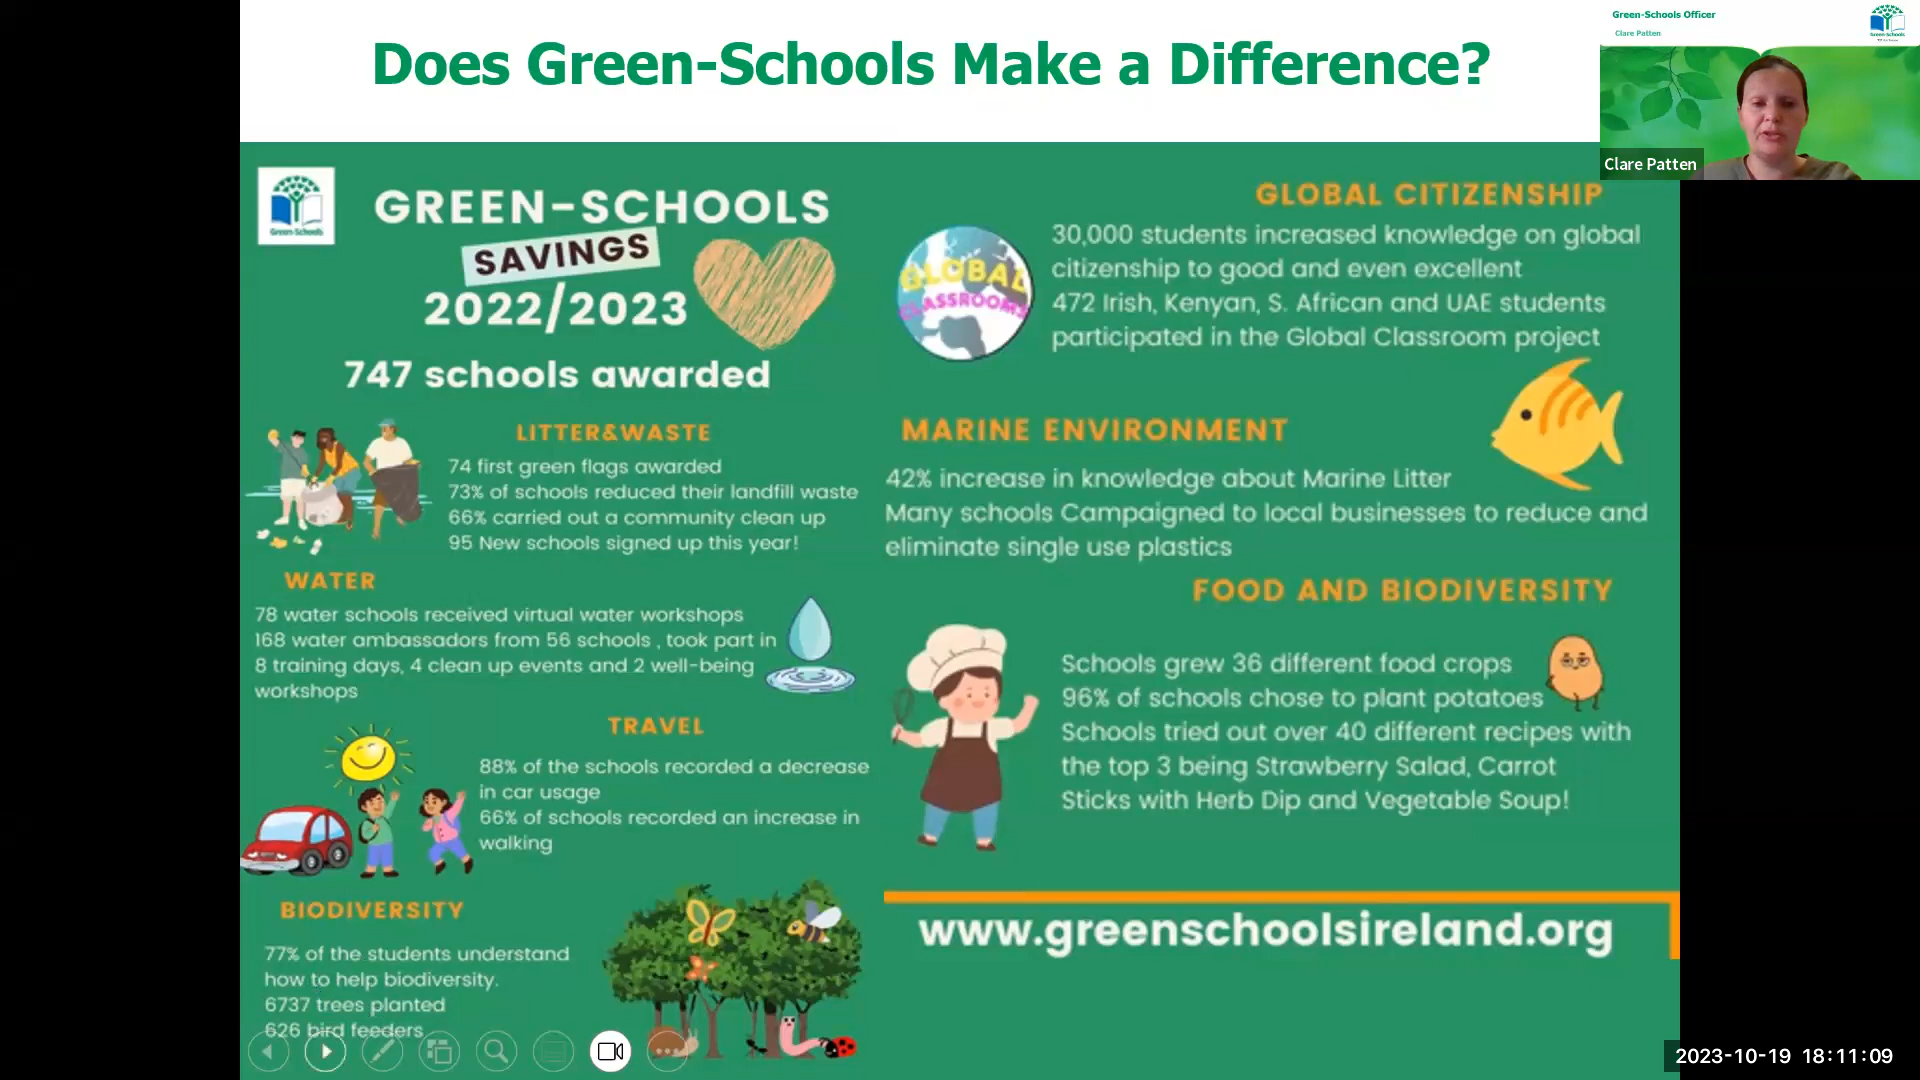 Does Green-Schools Make a Difference?
Green-Schools Officer
Clare Patten
Green-Schools
Clare Patten
Green-Schools
GREEN-SCHOOLS
SAVINGS
2022/2023
747 schools awarded
LITTER&WASTE
74 first green flags awarded
73% of schools reduced their landfill waste
66% carried out a community clean up
95 New schools signed up this year!
WATER
78 water schools received virtual water workshops
168 water ambassadors from 56 schools , took part in
8 training days, 4 clean up events and 2 well-being
workshops
TRAVEL
88% of the schools recorded a decrease
in car usage
66% of schools recorded an increase in
walking
BIODIVERSITY
77% of the students understand
how to help biodiversity.
6737 trees planted
626 bird feeders
GLOBAL CITIZENSHIP
GLOBAL
CLASSROOMS
30,000 students increased knowledge on global
citizenship to good and even excellent
472 Irish, Kenyan, S. African and UAE students
participated in the Global Classroom project
MARINE ENVIRONMENT
42% increase in knowledge about Marine Litter
Many schools Campaigned to local businesses to reduce and
eliminate single use plastics
FOOD AND BIODIVERSITY
Schools grew 36 different food crops
96% of schools chose to plant potatoes
Schools tried out over 40 different recipes with
the top 3 being Strawberry Salad, Carrot
Sticks with Herb Dip and Vegetable Soup!
www.greenschoolsireland.org
2023-10-19 18:11:09